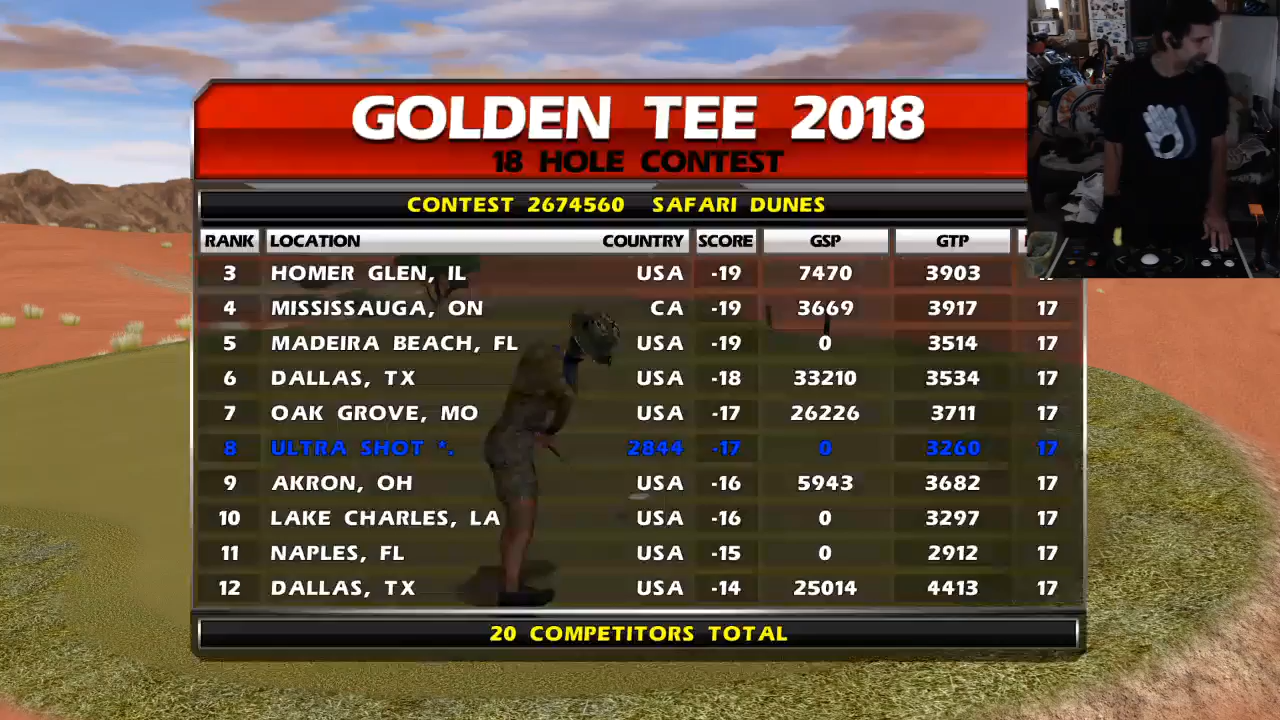 GOLDEN TEE 2018
18 HOLE CONTEST
CONTEST 2674560 SAFARI DUNES
RANK LOCATION COUNTRY SCORE GSP GTP
3 HOMER GLEN, IL USA -19 7470 3903
4 MISSISSAUGA, ON CA -19 3669 3917 17
5 MADEIRA BEACH, FL USA -19 0 3514 17
6 DALLAS, TX USA -18 33210 3534 17
7 OAK GROVE, MO USA -17 26226 3711 17
8 ULTRA SHOT *. 2844 -17 0 3260 17
9 AKRON, OH USA -16 5943 3682 17
10 LAKE CHARLES, LA USA -16 0 3297 17
11 NAPLES, FL USA -15 0 2912 17
12 DALLAS, TX USA -14 25014 4413 17
20 COMPETITORS TOTAL